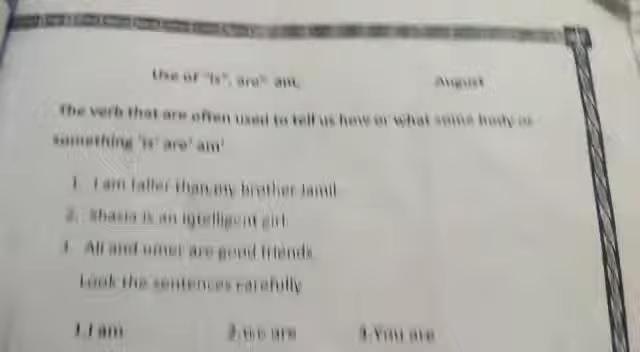 Use of "is", are" am. August
The verb that are often used to tell us how or what some body or
something 'is' are' am'
1. I am taller than my brother Jamil
2. Shazia is an intelligent girl
3. Ali and umer are good friends
Look the sentences carefully
1.I am 2.we are 3.You are